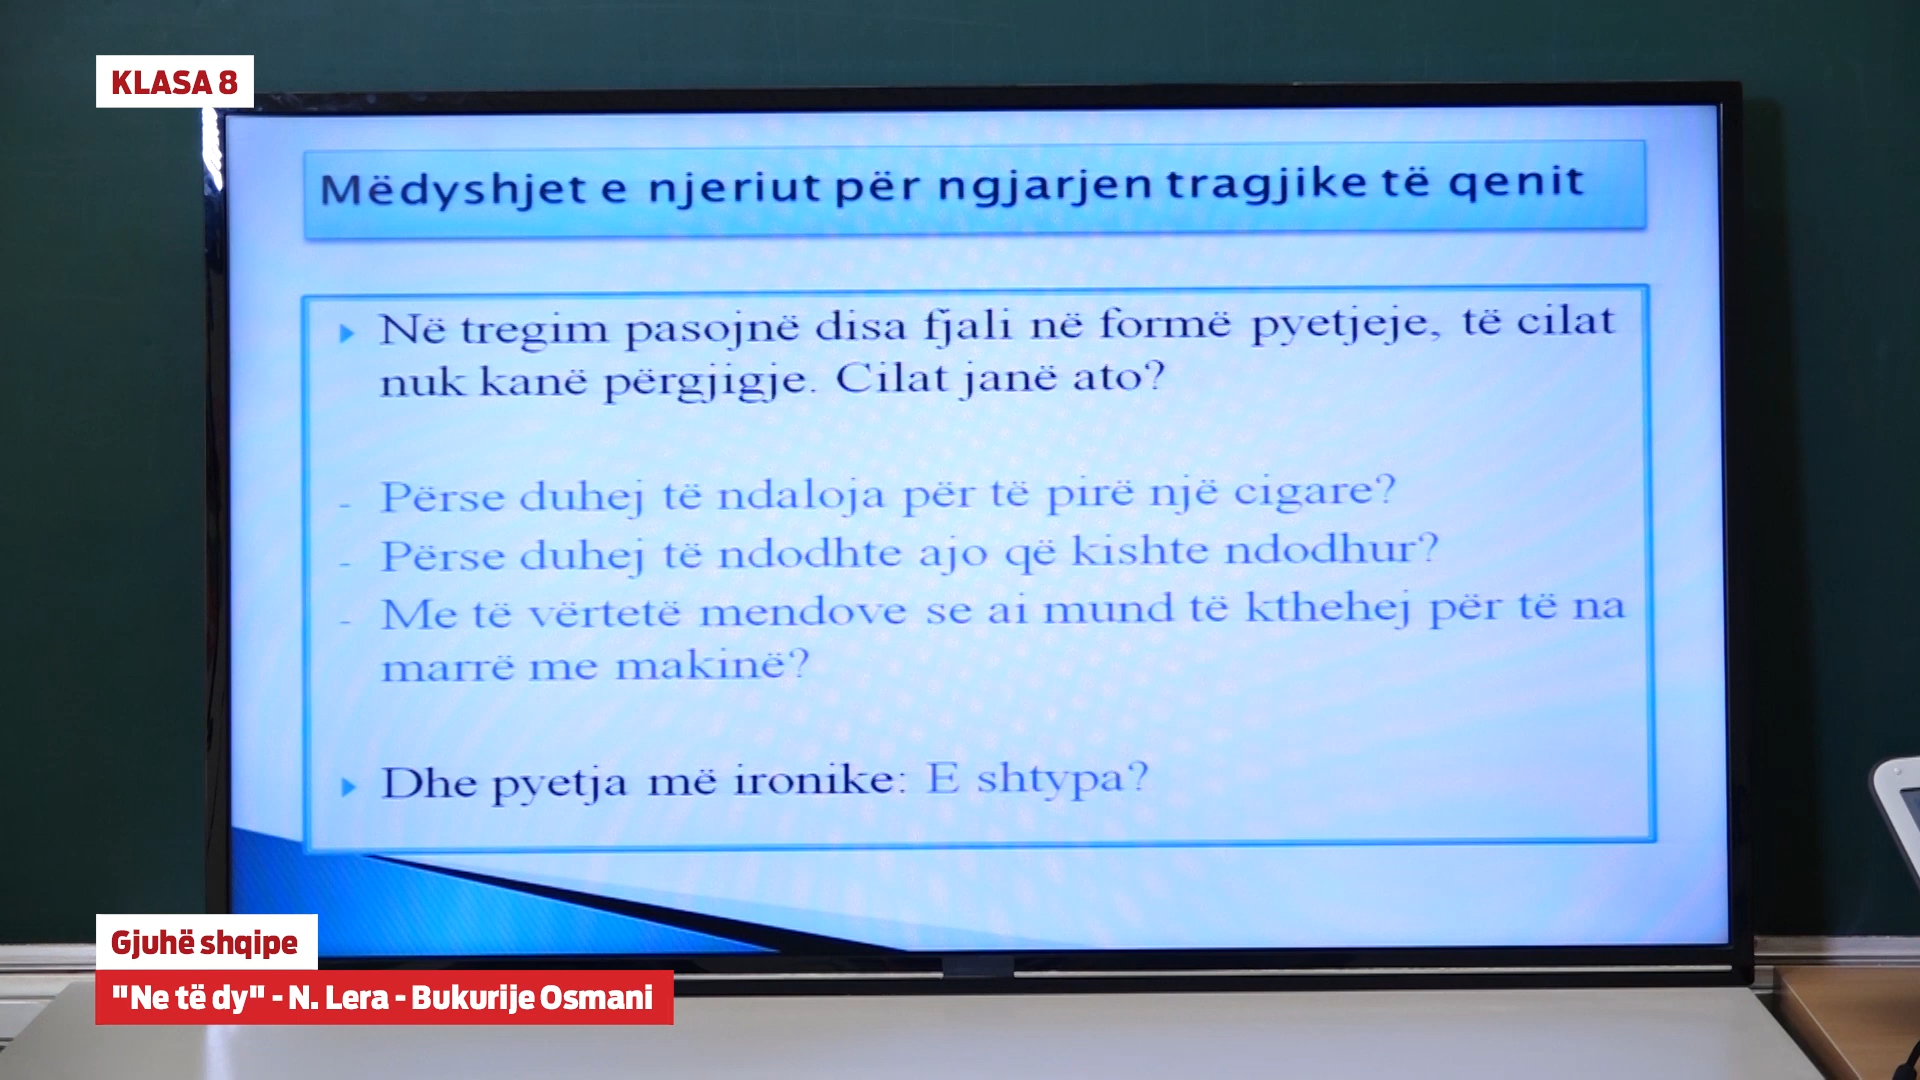 KLASA 8
Mëdyshjet e njeriut për ngjarjen tragjike të qenit
Në tregim pasojnë disa fjali në formë pyetjeje, të cilat
nuk kanë përgjigje. Cilat janë ato?
- Përse duhej të ndaloja për të pirë një cigare?
- Përse duhej të ndodhte ajo që kishte ndodhur?
- Me të vërtetë mendove se ai mund të kthehej për të na
marrë me makinë?
Dhe pyetja më ironike: E shtypa?
Gjuhë shqipe
"Ne të dy" - N. Lera - Bukurije Osmani